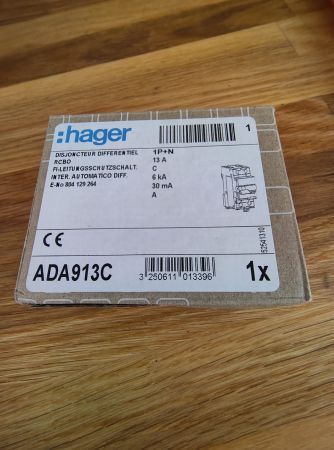 :hager
1
DISJONCTEUR DIFFERENTIEL 1P+N
RCBO 13 A
FI-LEITUNGSSCHUTZSCHALT. C
INTER. AUTOMATICO DIFF. 6 kA
E-No 804 129 264 30 mA
A
52541310
CE
ADA913C
3 250611 013396
1x